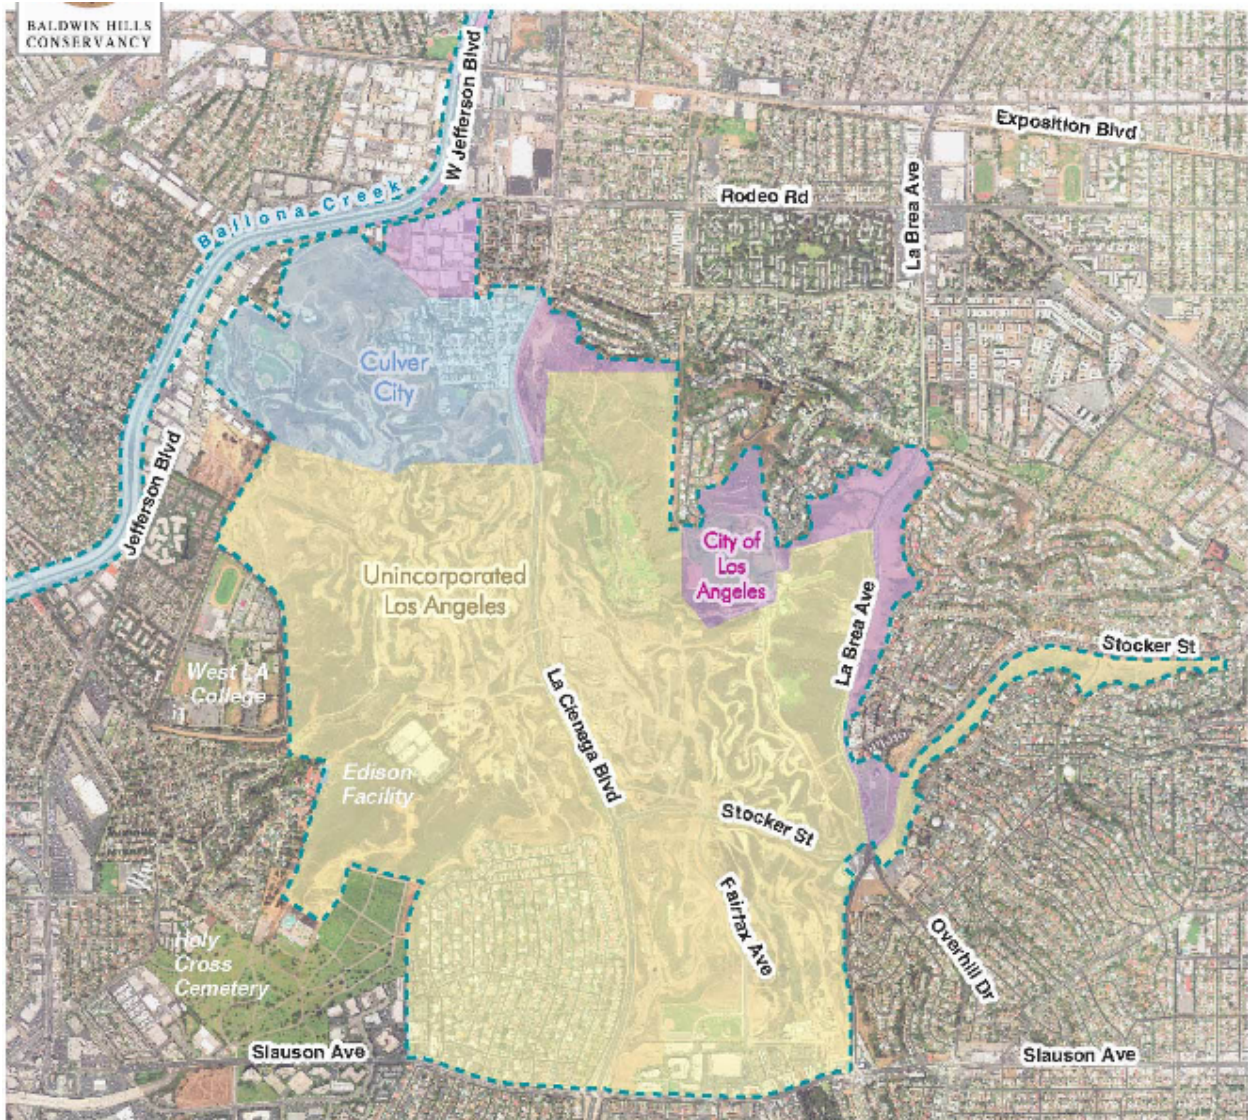 BALDWIN HILLS
CONSERVANCY
W Jefferson Blvd
Exposition Blvd
Ballona Creek
Rodeo Rd
La Brea Ave
Culver
City
Jefferson Blvd
City of
Los
Angeles
Unincorporated
Los Angeles
La Brea Ave
Stocker St
West LA
College
La Cienega Blvd
Edison
Facility
Stocker St
Fairfax Ave
Overhill Dr
Holy
Cross
Cemetery
Slauson Ave
Slauson Ave